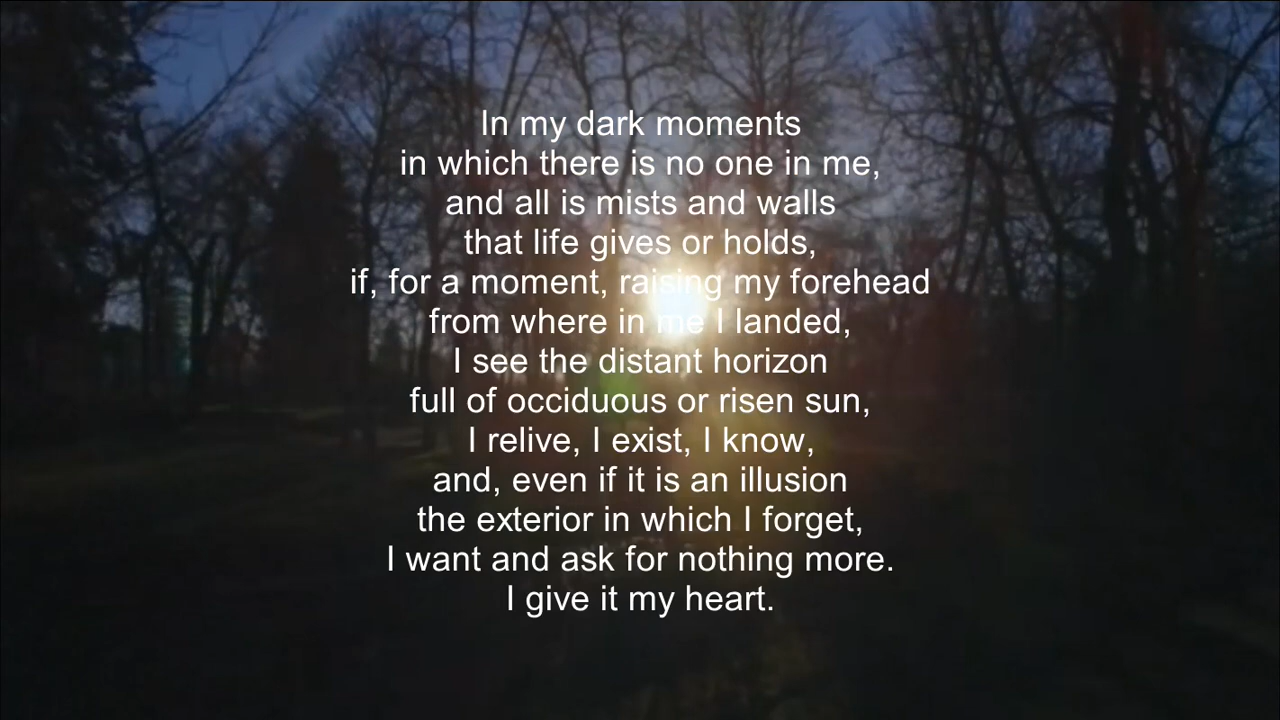 In my dark moments
in which there is no one in me,
and all is mists and walls
that life gives or holds,
if, for a moment, raising my forehead
from where in me I landed,
I see the distant horizon
full of occiduous or risen sun,
I relive, I exist, I know,
and, even if it is an illusion
the exterior in which I forget,
I want and ask for nothing more.
I give it my heart.